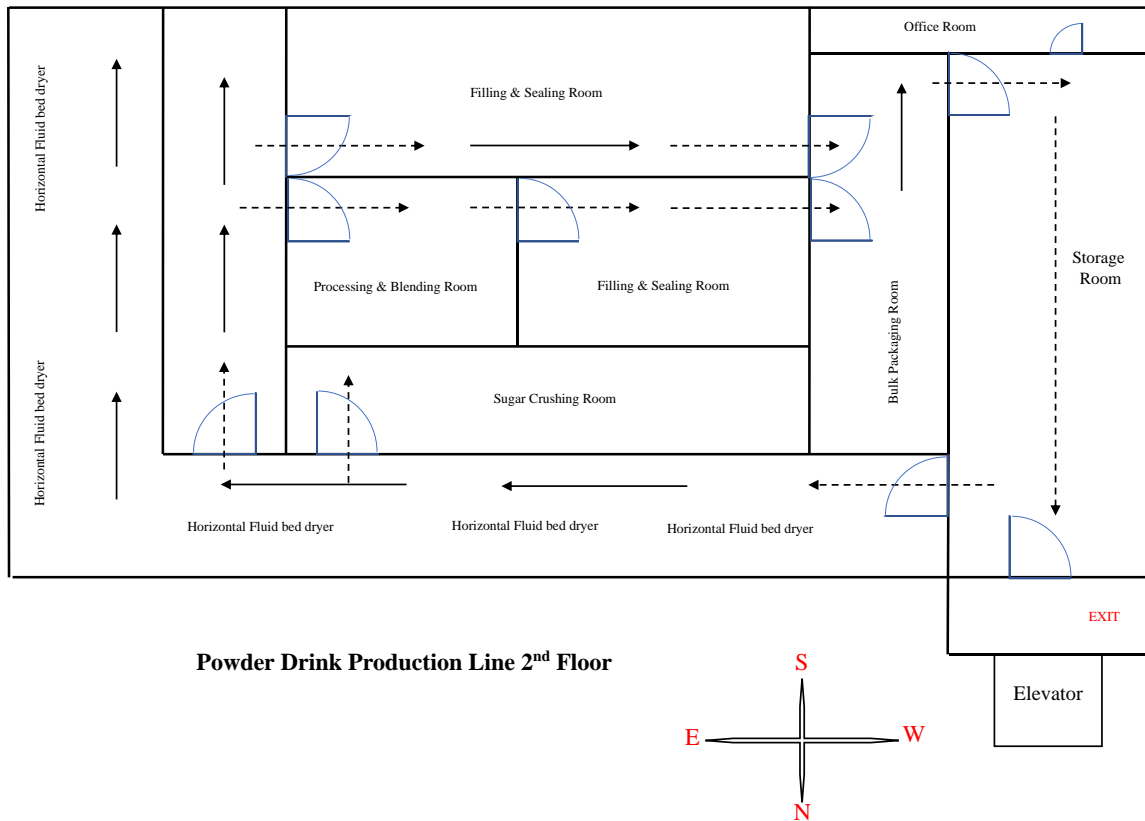 Office Room
Horizontal Fluid bed dryer
Filling & Sealing Room
Storage
Room
Processing & Blending Room
Filling & Sealing Room
Bulk Packaging Room
Horizontal Fluid bed dryer
Sugar Crushing Room
Horizontal Fluid bed dryer
Horizontal Fluid bed dryer
Horizontal Fluid bed dryer
EXIT
Powder Drink Production Line 2nd Floor
S
Elevator
E
W
N